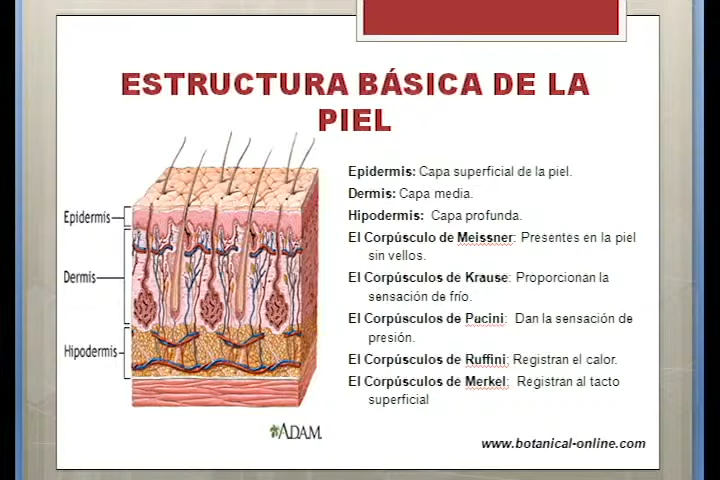 ESTRUCTURA BÁSICA DE LA
PIEL
Epidermis: Capa superficial de la piel.
Dermis: Capa media.
Hipodermis: Capa profunda.
El Corpúsculo de Meissner: Presentes en la piel
sin vellos.
El Corpúsculos de Krause: Proporcionan la
sensación de frío.
El Corpúsculos de Pacini: Dan la sensación de
presión.
El Corpúsculos de Ruffini: Registran el calor.
El Corpúsculos de Merkel: Registran al tacto
superficial
Epidermis
Dermis
Hipodermis
ADAM.
www.botanical-online.com